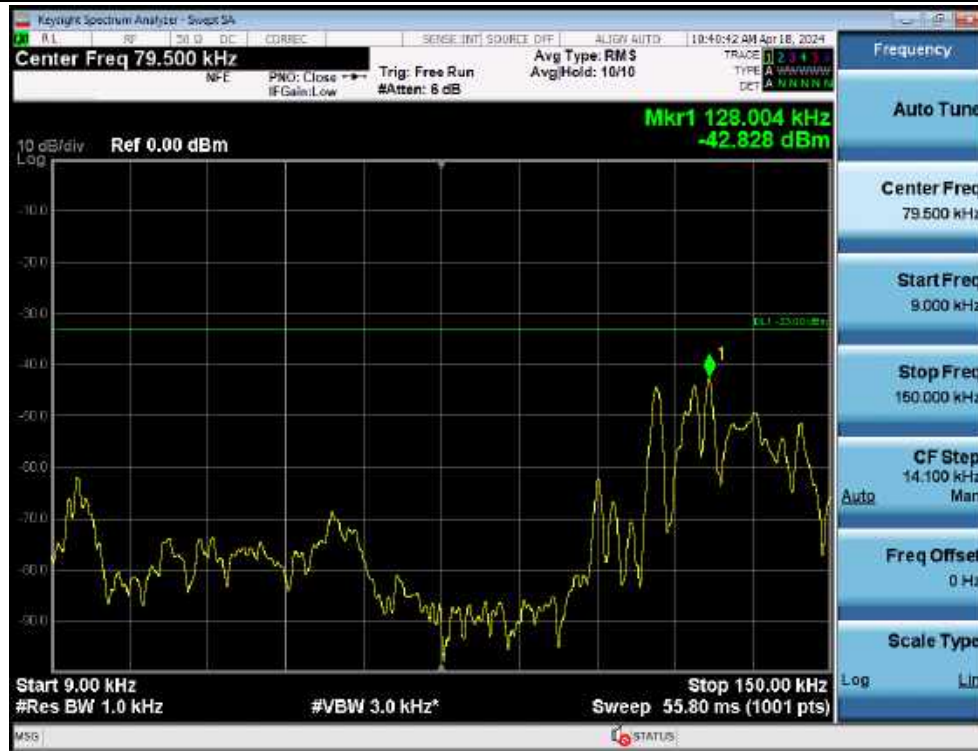 Keysight Spectrum Analyzer - Swept SA
RL RF 50 Ω DC CORREC SENSE:INT SOURCE OFF ALIGN AUTO 10:40:42 AM Apr 18, 2024
Center Freq 79.500 kHz
NFE
PNO: Close
IFGain:Low
Trig: Free Run
#Atten: 6 dB
Avg Type: RMS
Avg|Hold: 10/10
TRACE 1 2 3 4 5 6
TYPE A WWWWW
DET A N N N N N
Mkr1 128.004 kHz
-42.828 dBm
10 dB/div Ref 0.00 dBm
Log
-10.0
-20.0
-30.0
DL1 -33.00 dBm
1
-40.0
-50.0
-60.0
-70.0
-80.0
-90.0
Start 9.00 kHz
Stop 150.00 kHz
#Res BW 1.0 kHz
#VBW 3.0 kHz*
Sweep 55.80 ms (1001 pts)
MSG
STATUS
Frequency
Auto Tune
Center Freq
79.500 kHz
Start Freq
9.000 kHz
Stop Freq
150.000 kHz
CF Step
14.100 kHz
Auto Man
Freq Offset
0 Hz
Scale Type
Log Lin